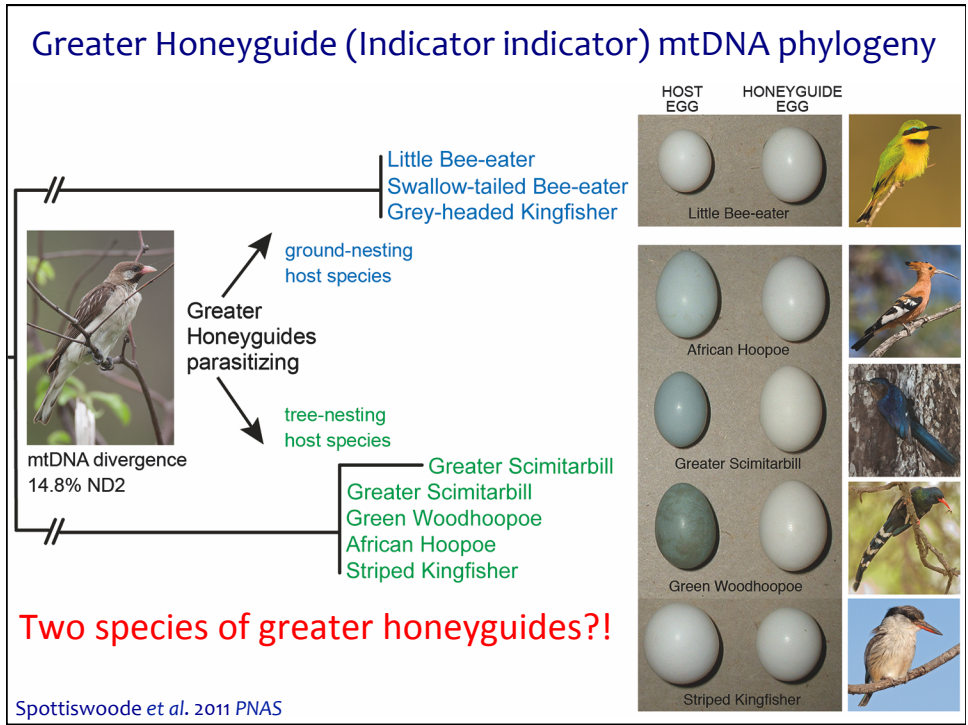 Greater Honeyguide (Indicator indicator) mtDNA phylogeny
HOST
EGG
HONEYGUIDE
EGG
Little Bee-eater
Swallow-tailed Bee-eater
Grey-headed Kingfisher
ground-nesting
host species
Greater
Honeyguides
parasitizing
tree-nesting
host species
mtDNA divergence
14.8% ND2
Greater Scimitarbill
Greater Scimitarbill
Green Woodhoopoe
African Hoopoe
Striped Kingfisher
Two species of greater honeyguides?!
Spottiswoode et al. 2011 PNAS
Little Bee-eater
African Hoopoe
Greater Scimitarbill
Green Woodhoopoe
Striped Kingfisher